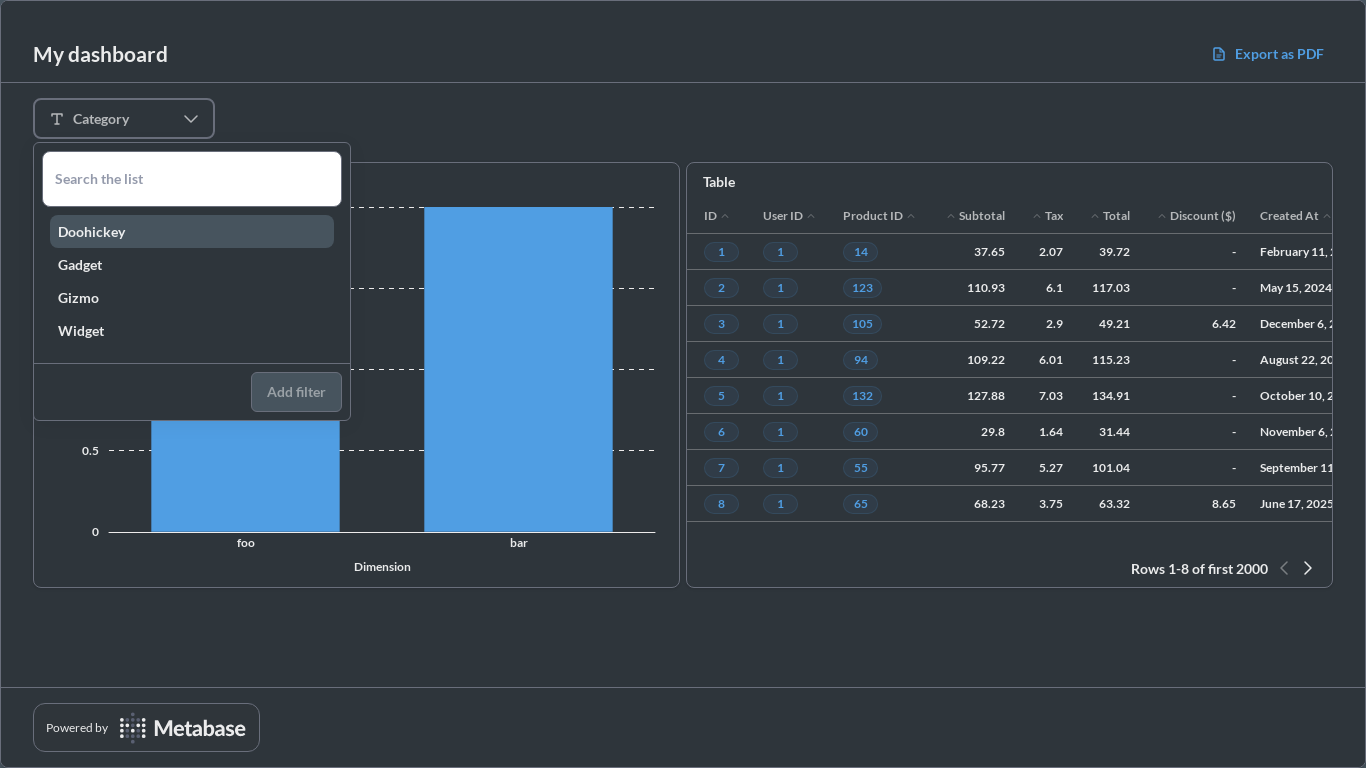 My dashboard
Export as PDF
Category
Search the list
Doohickey
Gadget
Gizmo
Widget
Add filter
0.5
0
foo bar
Dimension
Table
ID User ID Product ID Subtotal Tax Total Discount ($) Created At
1 1 14 37.65 2.07 39.72 - February 11,
2 1 123 110.93 6.1 117.03 - May 15, 2024
3 1 105 52.72 2.9 49.21 6.42 December 6,
4 1 94 109.22 6.01 115.23 - August 22, 20
5 1 132 127.88 7.03 134.91 - October 10, 2
6 1 60 29.8 1.64 31.44 - November 6,
7 1 55 95.77 5.27 101.04 - September 11
8 1 65 68.23 3.75 63.32 8.65 June 17, 2025
Rows 1-8 of first 2000
Powered by Metabase